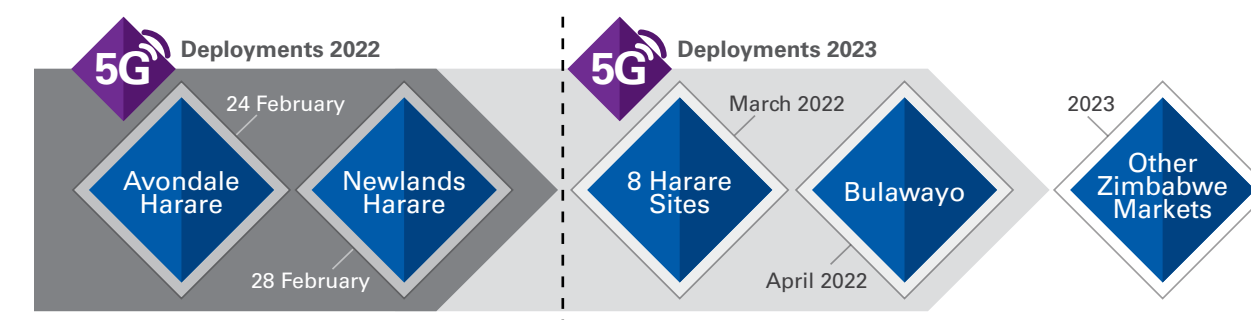 5G
Deployments 2022
24 February
Avondale
Harare
Newlands
Harare
28 February
5G
Deployments 2023
March 2022
8 Harare
Sites
Bulawayo
April 2022
2023
Other
Zimbabwe
Markets